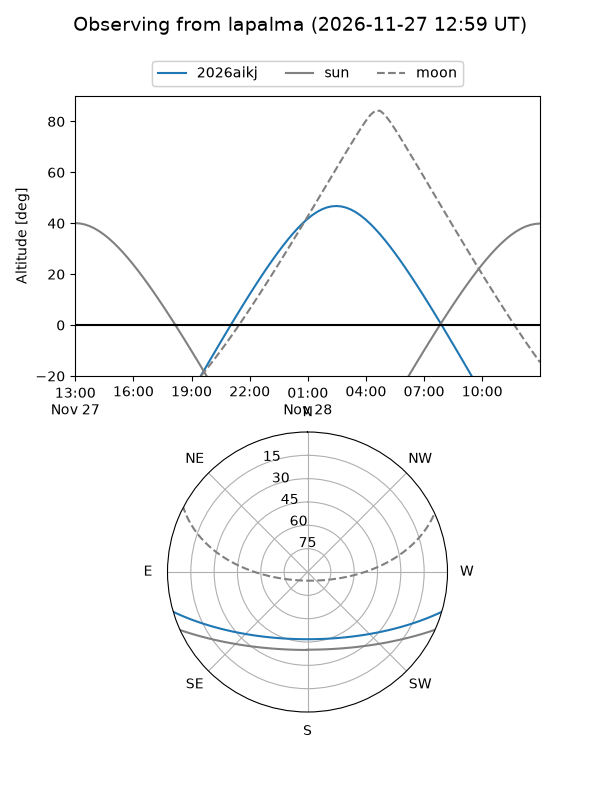 Observing from lapalma (2026-11-27 12:59 UT)
2026aikj sun moon
Altitude [deg]
80
60
40
20
0
−20
13:00 16:00 19:00 22:00 01:00 04:00 07:00 10:00
Nov 27 Nov 28
N
NE NW
15
30
45
60
75
E W
SE SW
S